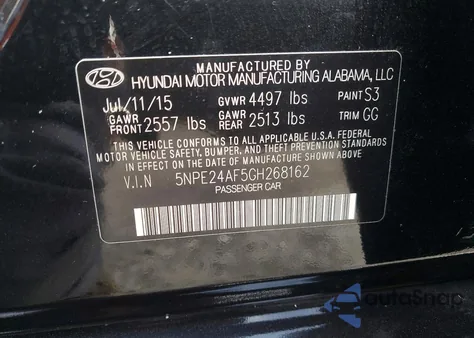 MANUFACTURED BY
HYUNDAI MOTOR MANUFACTURING ALABAMA, LLC
Jul/11/15 GVWR 4497 lbs PAINT S3
GAWR FRONT 2557 lbs GAWR REAR 2513 lbs TRIM GG
THIS VEHICLE CONFORMS TO ALL APPLICABLE U.S.A. FEDERAL
MOTOR VEHICLE SAFETY, BUMPER, AND THEFT PREVENTION STANDARDS
IN EFFECT ON THE DATE OF MANUFACTURE SHOWN ABOVE.
V.I.N 5NPE24AF5GH268162
PASSENGER CAR
AutoSnap